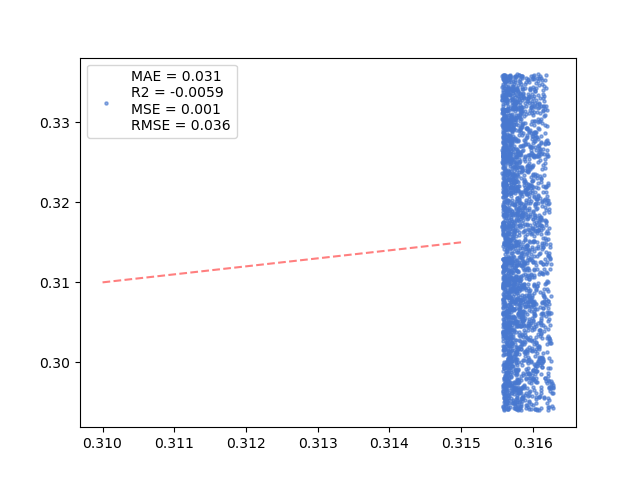 MAE = 0.031
R2 = -0.0059
MSE = 0.001
RMSE = 0.036
0.33
0.32
0.31
0.30
0.310 0.311 0.312 0.313 0.314 0.315 0.316